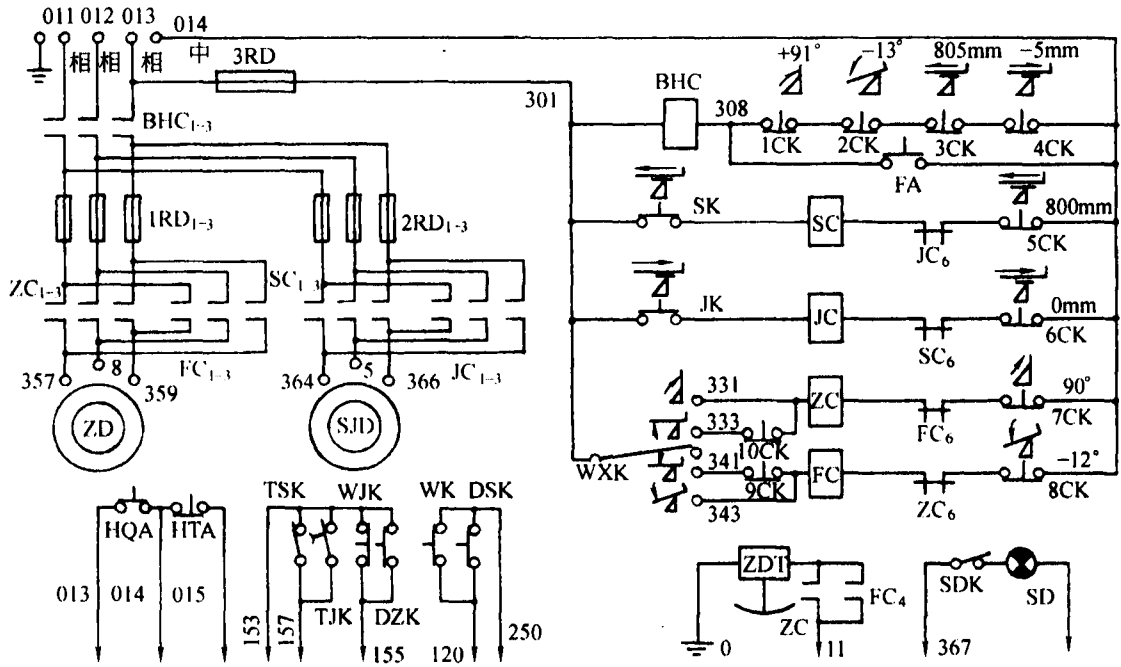 011 012 013 014
相 相 相 中
3RD
301
BHC
308
+91°
-13°
805mm
-5mm
1CK
2CK
3CK
4CK
FA
BHC1-3
1RD1-3
2RD1-3
SK
SC
JC6
800mm
5CK
ZC1-3
SC1-3
FC1-3
JC1-3
JK
JC
SC6
0mm
6CK
357
8
359
364
5
366
ZD
SJD
331
ZC
FC6
90°
7CK
333
10CK
WXK
341
9CK
343
FC
ZC6
-12°
8CK
HQA
HTA
013
014
015
TSK
WJK
TJK
DZK
153
157
155
WK
DSK
120
250
ZDT
0
ZC
11
FC4
SDK
SD
367